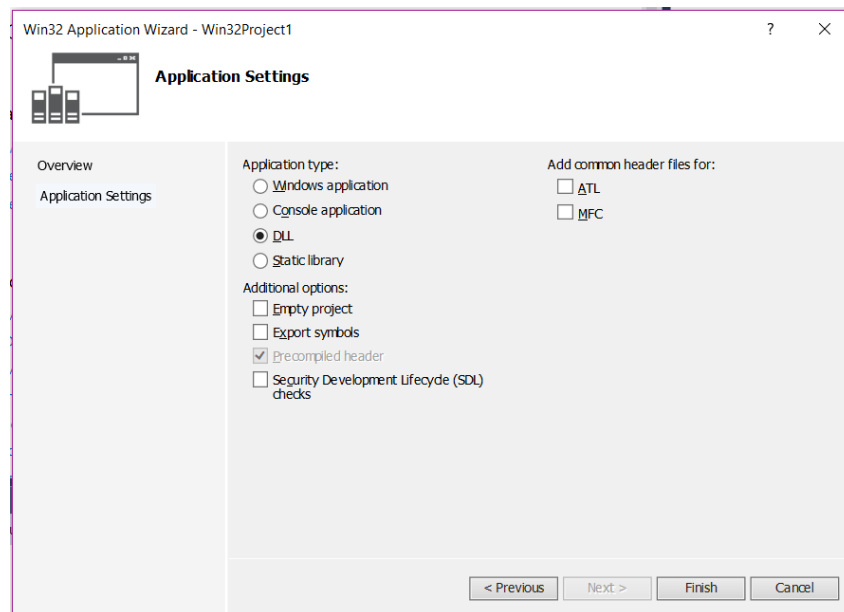 Win32 Application Wizard - Win32Project1
?
Application Settings
Overview
Application Settings
Application type:
Windows application
Console application
DLL
Static library
Additional options:
Empty project
Export symbols
Precompiled header
Security Development Lifecycle (SDL)
checks
Add common header files for:
ATL
MFC
< Previous
Next >
Finish
Cancel